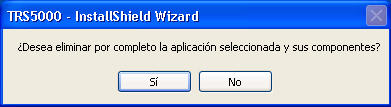 TRS5000 - InstallShield Wizard
¿Desea eliminar por completo la aplicación seleccionada y sus componentes?
Sí
No